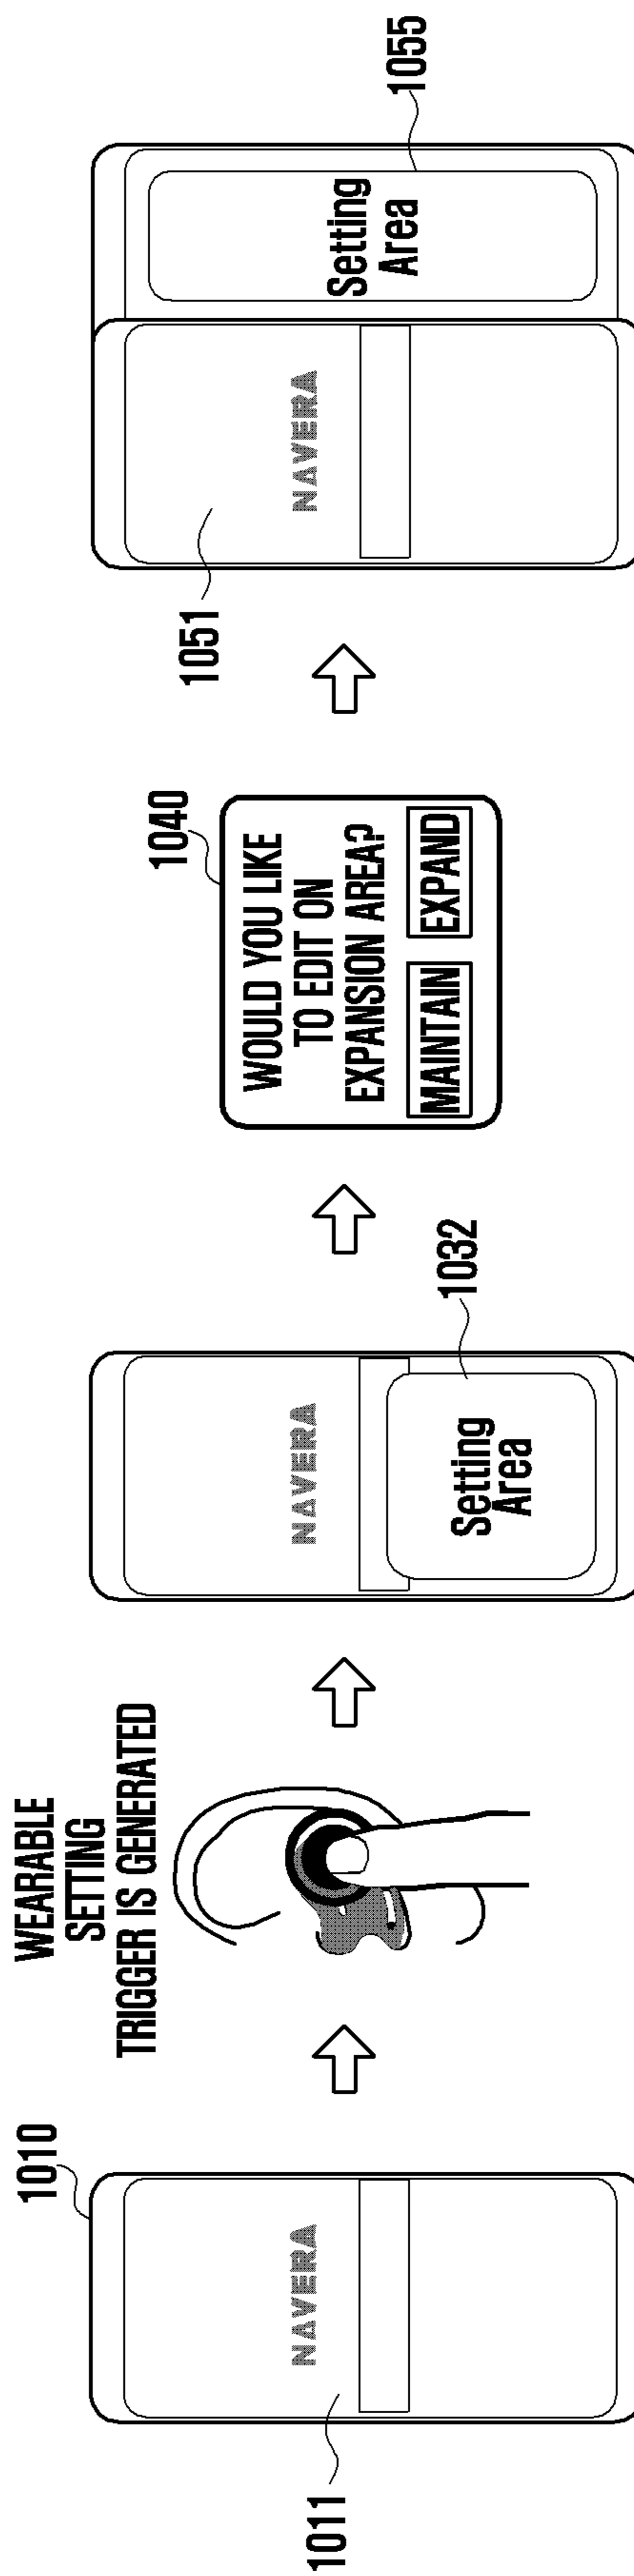 1010
1011
NAVERA
WEARABLE
SETTING
TRIGGER IS GENERATED
NAVERA
Setting
Area
1032
1040
WOULD YOU LIKE
TO EDIT ON
EXPANSION AREA?
MAINTAIN
EXPAND
1051
NAVERA
Setting
Area
1055